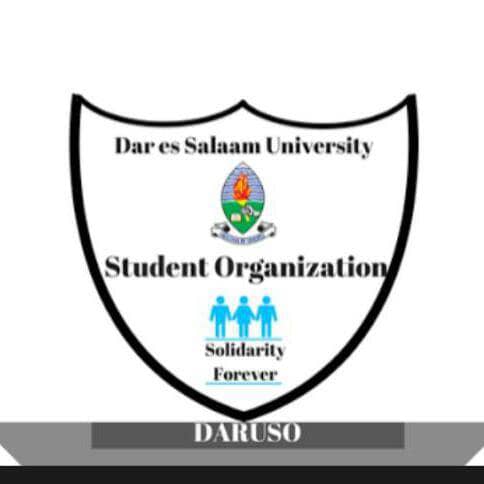 Dar es Salaam University
Student Organization
Solidarity
Forever
DARUSO